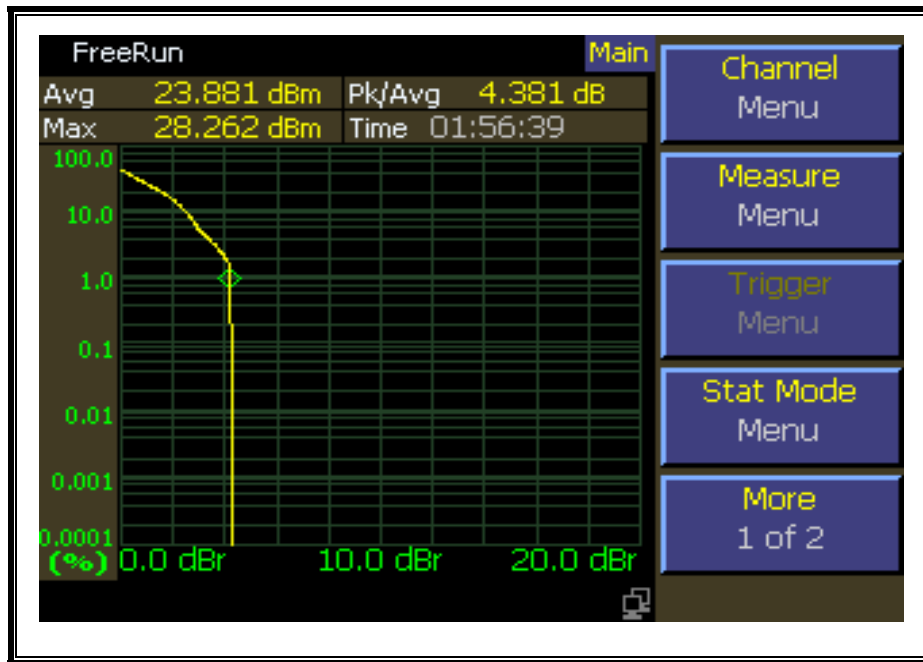 FreeRun Main
Avg 23.881 dBm Pk/Avg 4.381 dB
Max 28.262 dBm Time 01:56:39
100.0
10.0
1.0
0.1
0.01
0.001
0.0001
(%) 0.0 dBr 10.0 dBr 20.0 dBr
Channel
Menu
Measure
Menu
Trigger
Menu
Stat Mode
Menu
More
1 of 2